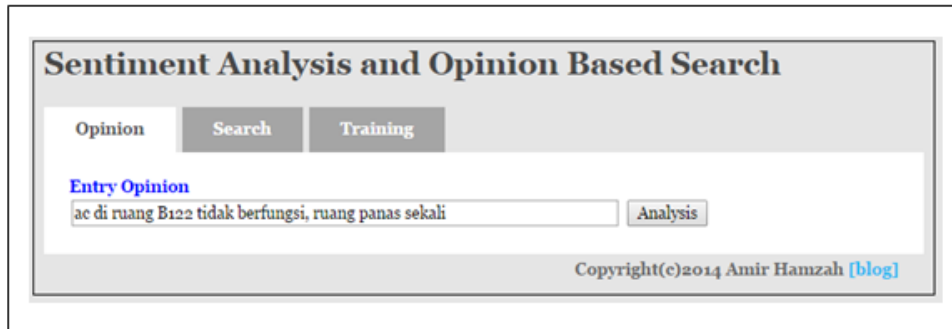 Sentiment Analysis and Opinion Based Search
Opinion Search Training
Entry Opinion
ac di ruang B122 tidak berfungsi, ruang panas sekali Analysis
Copyright(c)2014 Amir Hamzah [blog]